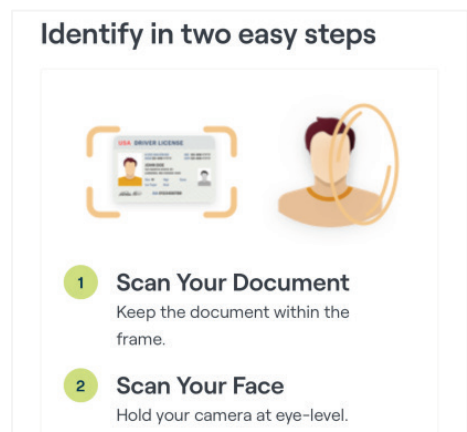 Identify in two easy steps
USA DRIVER LICENSE
1
Scan Your Document
Keep the document within the
frame.
2
Scan Your Face
Hold your camera at eye-level.